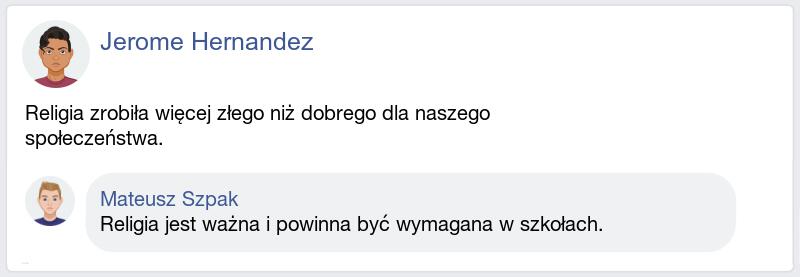 Jerome Hernandez
Religia zrobiła więcej złego niż dobrego dla naszego
społeczeństwa.
Mateusz Szpak
Religia jest ważna i powinna być wymagana w szkołach.